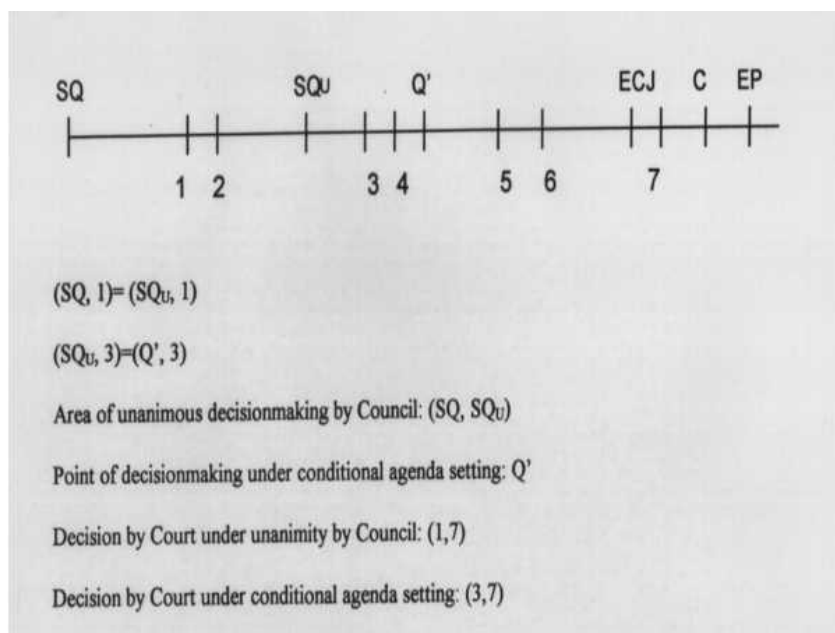 SQ SQU Q' ECJ C EP
1 2 3 4 5 6 7
(SQ, 1)= (SQU, 1)
(SQU, 3)=(Q', 3)
Area of unanimous decisionmaking by Council: (SQ, SQU)
Point of decisionmaking under conditional agenda setting: Q'
Decision by Court under unanimity by Council: (1,7)
Decision by Court under conditional agenda setting: (3,7)